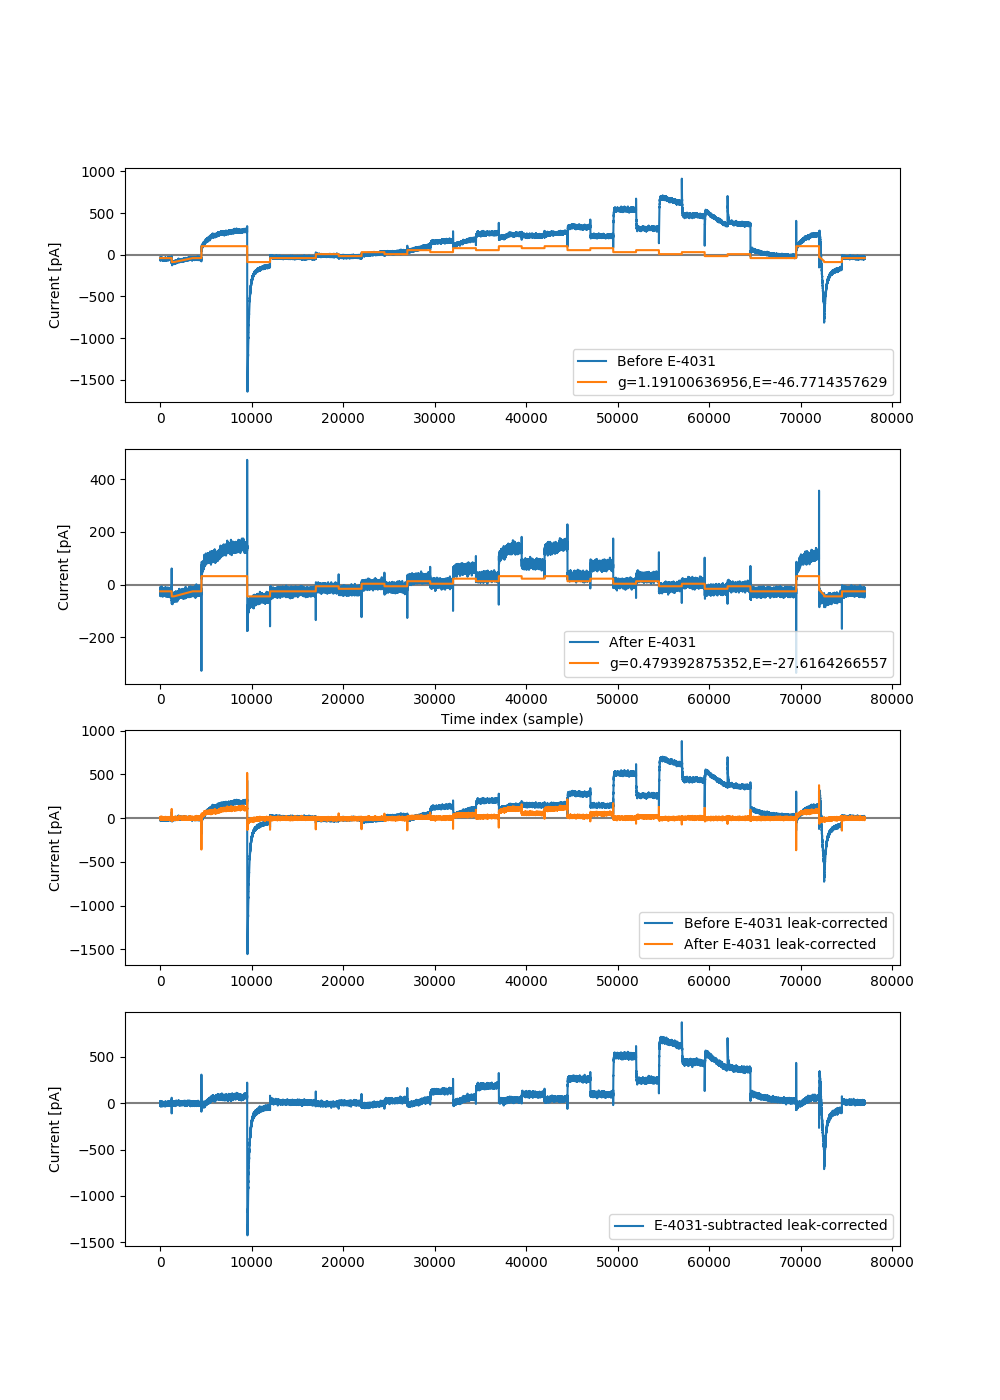 1000
500
0
−500
−1000
−1500
Current [pA]
Before E-4031
g=1.19100636956,E=-46.7714357629
0 10000 20000 30000 40000 50000 60000 70000 80000
400
200
0
−200
Current [pA]
After E-4031
g=0.479392875352,E=-27.6164266557
0 10000 20000 30000 40000 50000 60000 70000 80000
Time index (sample)
1000
500
0
−500
−1000
−1500
Current [pA]
Before E-4031 leak-corrected
After E-4031 leak-corrected
0 10000 20000 30000 40000 50000 60000 70000 80000
500
0
−500
−1000
−1500
Current [pA]
E-4031-subtracted leak-corrected
0 10000 20000 30000 40000 50000 60000 70000 80000